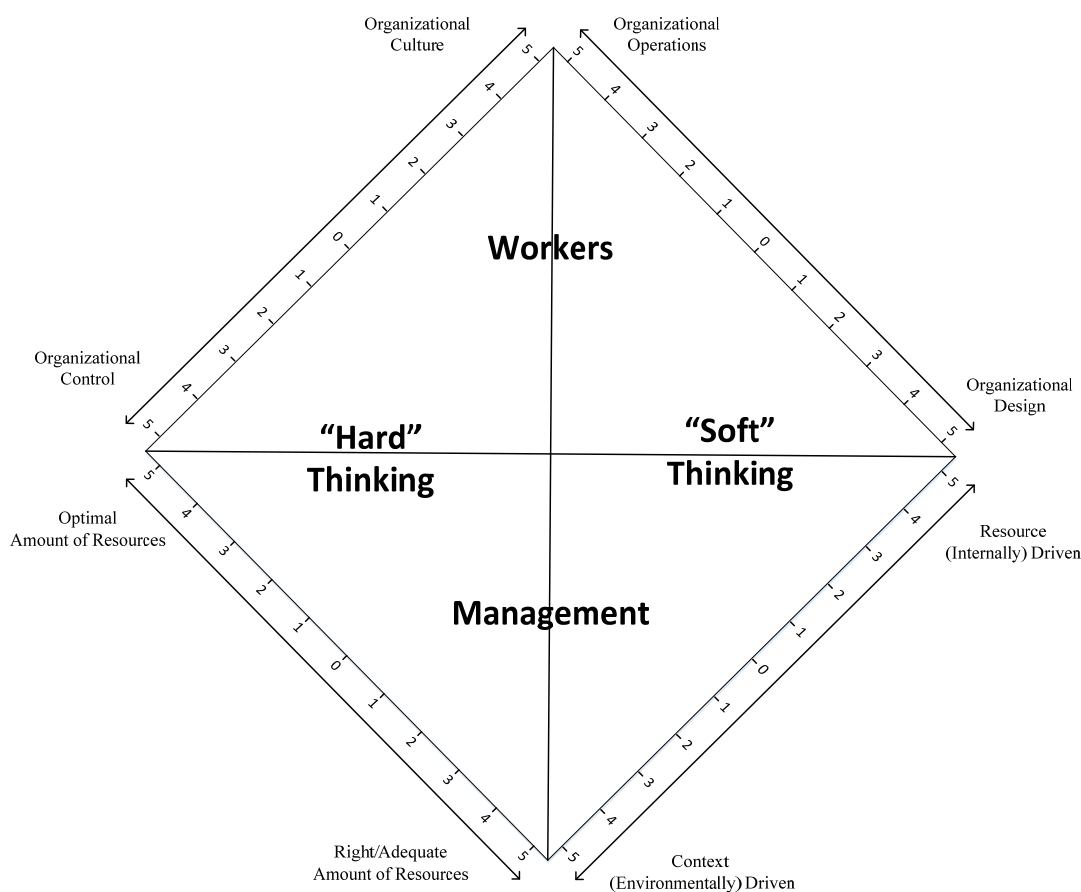 Organizational
Culture
Organizational
Operations
5
4
3
2
1
0
1
2
3
4
5
5
4
3
2
1
0
1
2
3
4
5
Workers
Organizational
Control
Organizational
Design
“Hard”
Thinking
“Soft”
Thinking
Optimal
Amount of Resources
Resource
(Internally) Driven
5
4
3
2
1
0
1
2
3
4
5
5
4
3
2
1
0
1
2
3
4
5
Management
Right/Adequate
Amount of Resources
Context
(Environmentally) Driven